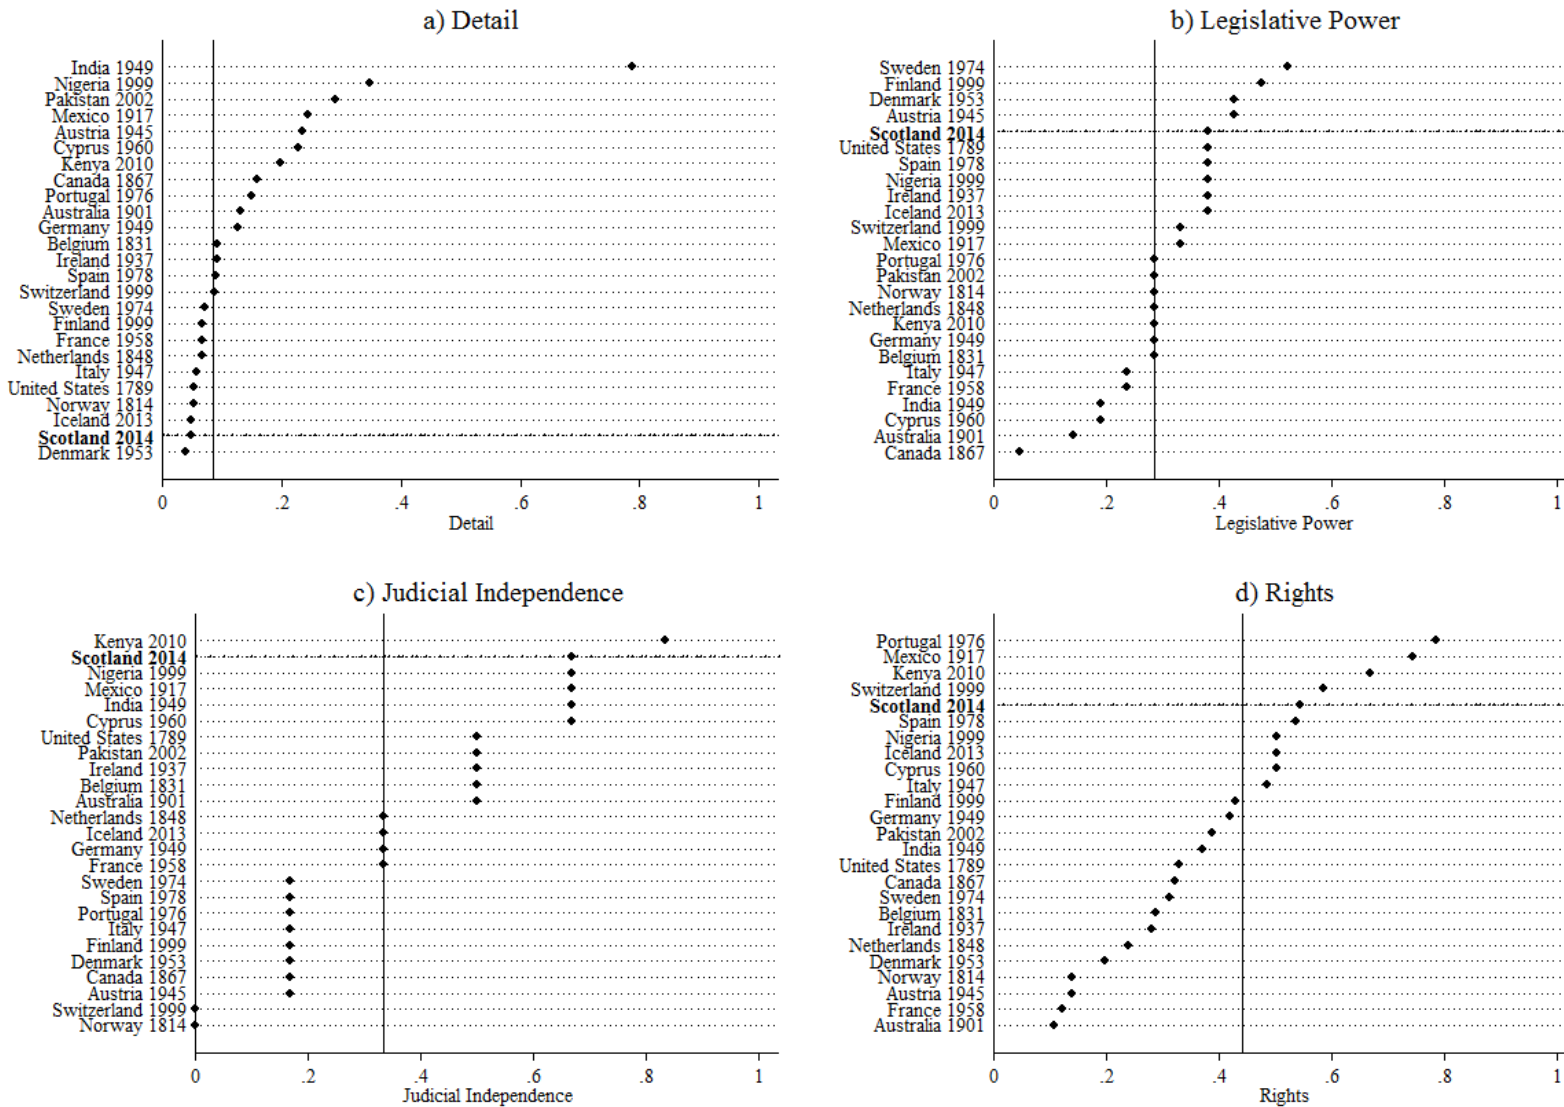 a) Detail
India 1949
Nigeria 1999
Pakistan 2002
Mexico 1917
Austria 1945
Cyprus 1960
Kenya 2010
Canada 1867
Portugal 1976
Australia 1901
Germany 1949
Belgium 1831
Ireland 1937
Spain 1978
Switzerland 1999
Sweden 1974
Finland 1999
France 1958
Netherlands 1848
Italy 1947
United States 1789
Norway 1814
Iceland 2013
Scotland 2014
Denmark 1953
0 .2 .4 .6 .8 1
Detail
b) Legislative Power
Sweden 1974
Finland 1999
Denmark 1953
Austria 1945
Scotland 2014
United States 1789
Spain 1978
Nigeria 1999
Ireland 1937
Iceland 2013
Switzerland 1999
Mexico 1917
Portugal 1976
Pakistan 2002
Norway 1814
Netherlands 1848
Kenya 2010
Germany 1949
Belgium 1831
Italy 1947
France 1958
India 1949
Cyprus 1960
Australia 1901
Canada 1867
0 .2 .4 .6 .8 1
Legislative Power
c) Judicial Independence
Kenya 2010
Scotland 2014
Nigeria 1999
Mexico 1917
India 1949
Cyprus 1960
United States 1789
Pakistan 2002
Ireland 1937
Belgium 1831
Australia 1901
Netherlands 1848
Iceland 2013
Germany 1949
France 1958
Sweden 1974
Spain 1978
Portugal 1976
Italy 1947
Finland 1999
Denmark 1953
Canada 1867
Austria 1945
Switzerland 1999
Norway 1814
0 .2 .4 .6 .8 1
Judicial Independence
d) Rights
Portugal 1976
Mexico 1917
Kenya 2010
Switzerland 1999
Scotland 2014
Spain 1978
Nigeria 1999
Iceland 2013
Cyprus 1960
Italy 1947
Finland 1999
Germany 1949
Pakistan 2002
India 1949
United States 1789
Canada 1867
Sweden 1974
Belgium 1831
Ireland 1937
Netherlands 1848
Denmark 1953
Norway 1814
Austria 1945
France 1958
Australia 1901
0 .2 .4 .6 .8 1
Rights